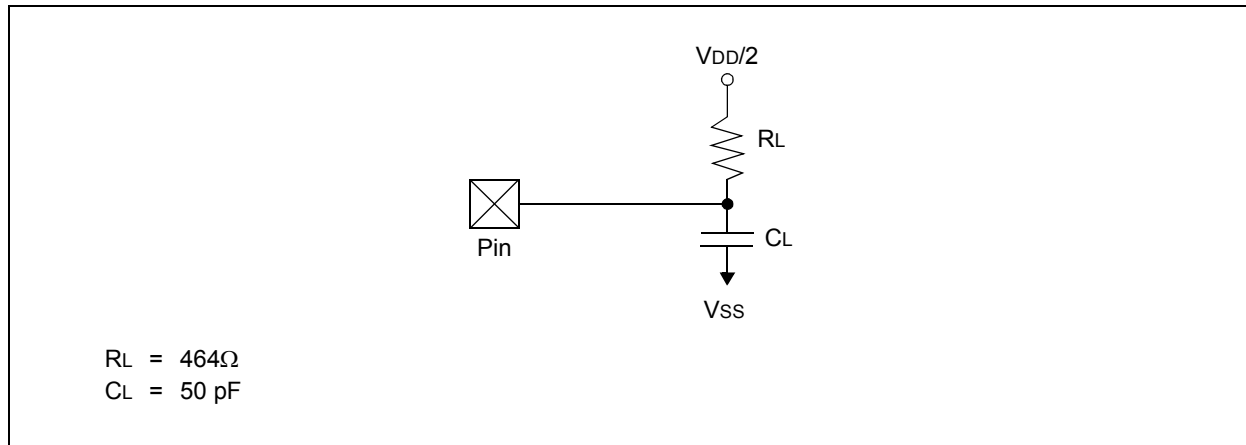 VDD/2
RL
Pin
CL
VSS
RL = 464Ω
CL = 50 pF